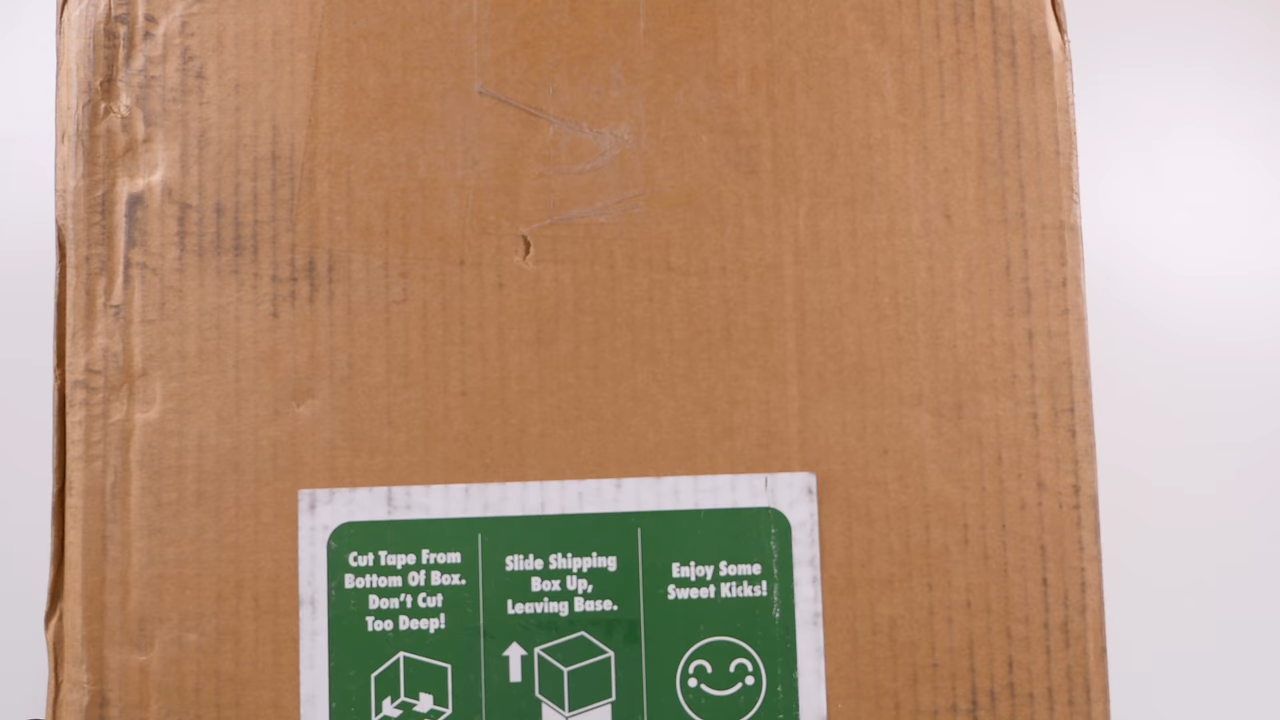 Cut Tape From
Bottom Of Box.
Don't Cut
Too Deep!
Slide Shipping
Box Up,
Leaving Base.
Enjoy Some
Sweet Kicks!